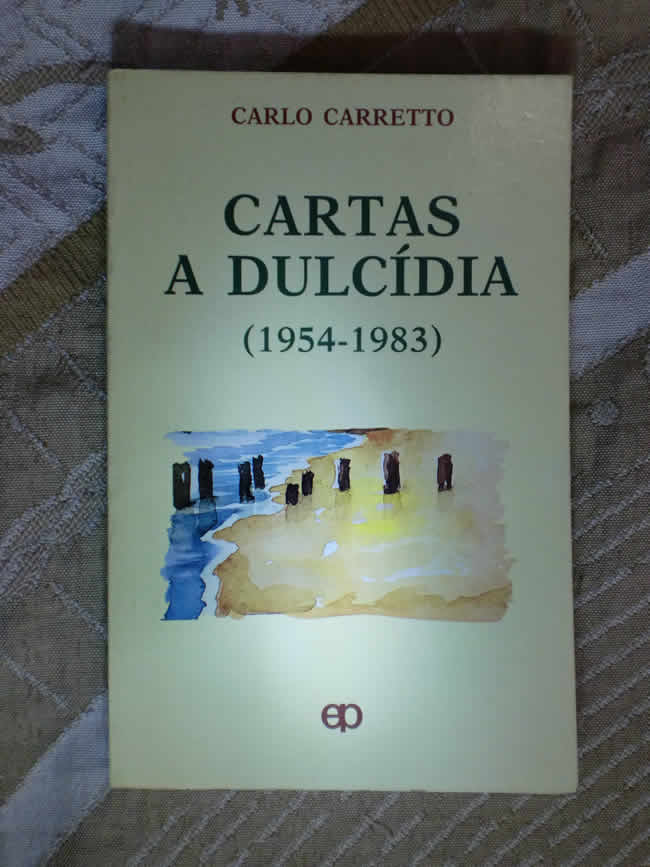 CARLO CARRETTO
CARTAS
A DULCÍDIA
(1954-1983)
ep